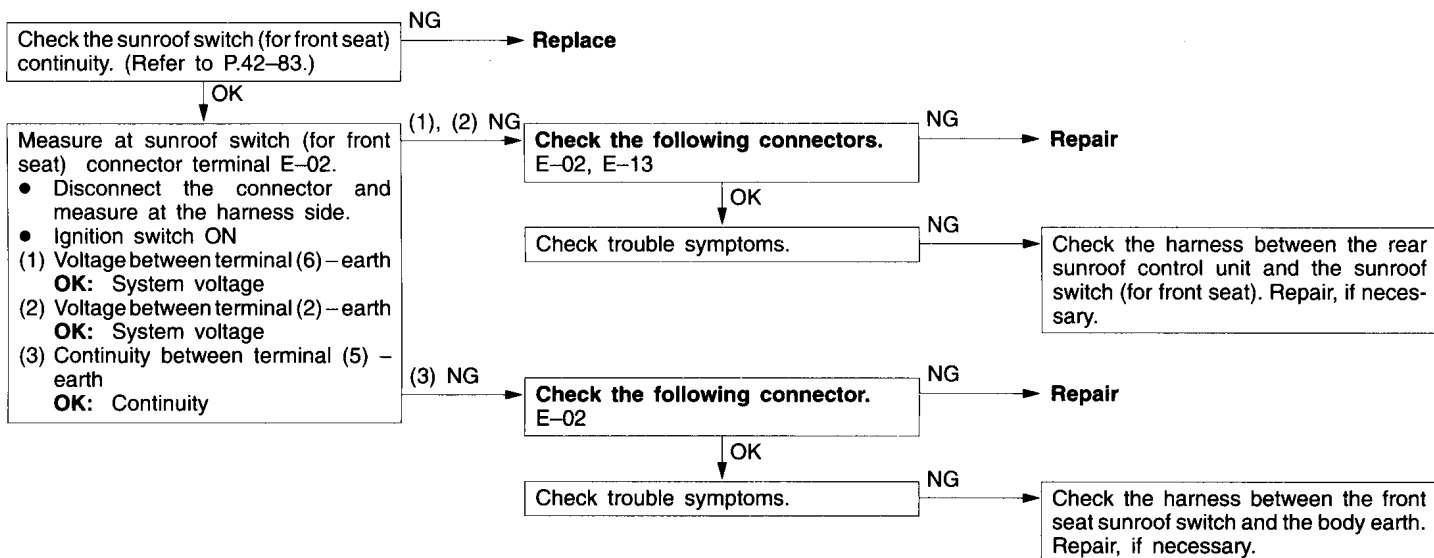 NG
Check the sunroof switch (for front seat)
continuity. (Refer to P.42–83.)
Replace
OK
Measure at sunroof switch (for front
seat) connector terminal E–02.
● Disconnect the connector and
measure at the harness side.
● Ignition switch ON
(1) Voltage between terminal (6) – earth
OK: System voltage
(2) Voltage between terminal (2) – earth
OK: System voltage
(3) Continuity between terminal (5) –
earth
OK: Continuity
(1), (2) NG
Check the following connectors.
E–02, E–13
NG
Repair
OK
Check trouble symptoms.
NG
Check the harness between the rear
sunroof control unit and the sunroof
switch (for front seat). Repair, if neces-
sary.
(3) NG
Check the following connector.
E–02
NG
Repair
OK
Check trouble symptoms.
NG
Check the harness between the front
seat sunroof switch and the body earth.
Repair, if necessary.